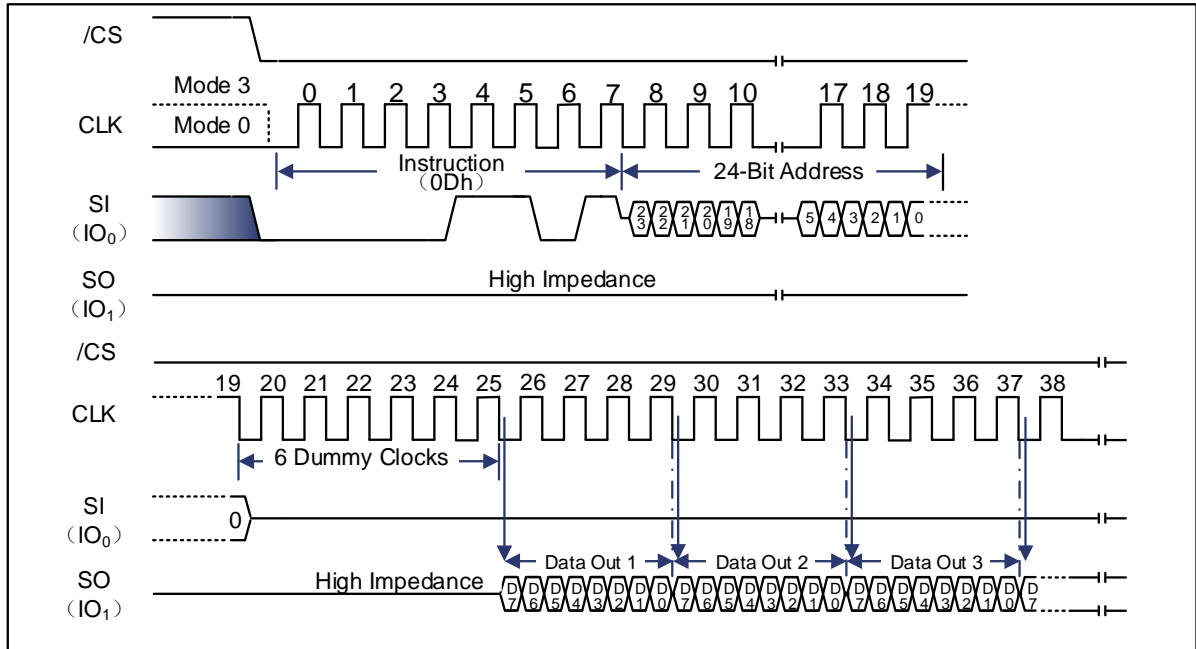 /CS
Mode 3
0 1 2 3 4 5 6 7 8 9 10 17 18 19
CLK
Mode 0
Instruction
（0Dh）
24-Bit Address
SI
（IO0）
23 22 21 20 19 18 5 4 3 2 1 0
SO
（IO1）
High Impedance
/CS
19 20 21 22 23 24 25 26 27 28 29 30 31 32 33 34 35 36 37 38
CLK
6 Dummy Clocks
SI
（IO0）
0
Data Out 1 Data Out 2 Data Out 3
SO
（IO1）
High Impedance
D7 D6 D5 D4 D3 D2 D1 D0 D7 D6 D5 D4 D3 D2 D1 D0 D7 D6 D5 D4 D3 D2 D1 D0 D7